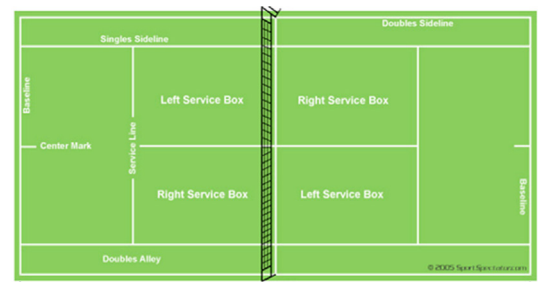 Doubles Sideline
Singles Sideline
Baseline
Left Service Box
Right Service Box
Center Mark
Service Line
Right Service Box
Left Service Box
Baseline
Doubles Alley
© 2005 SportSpectator.com